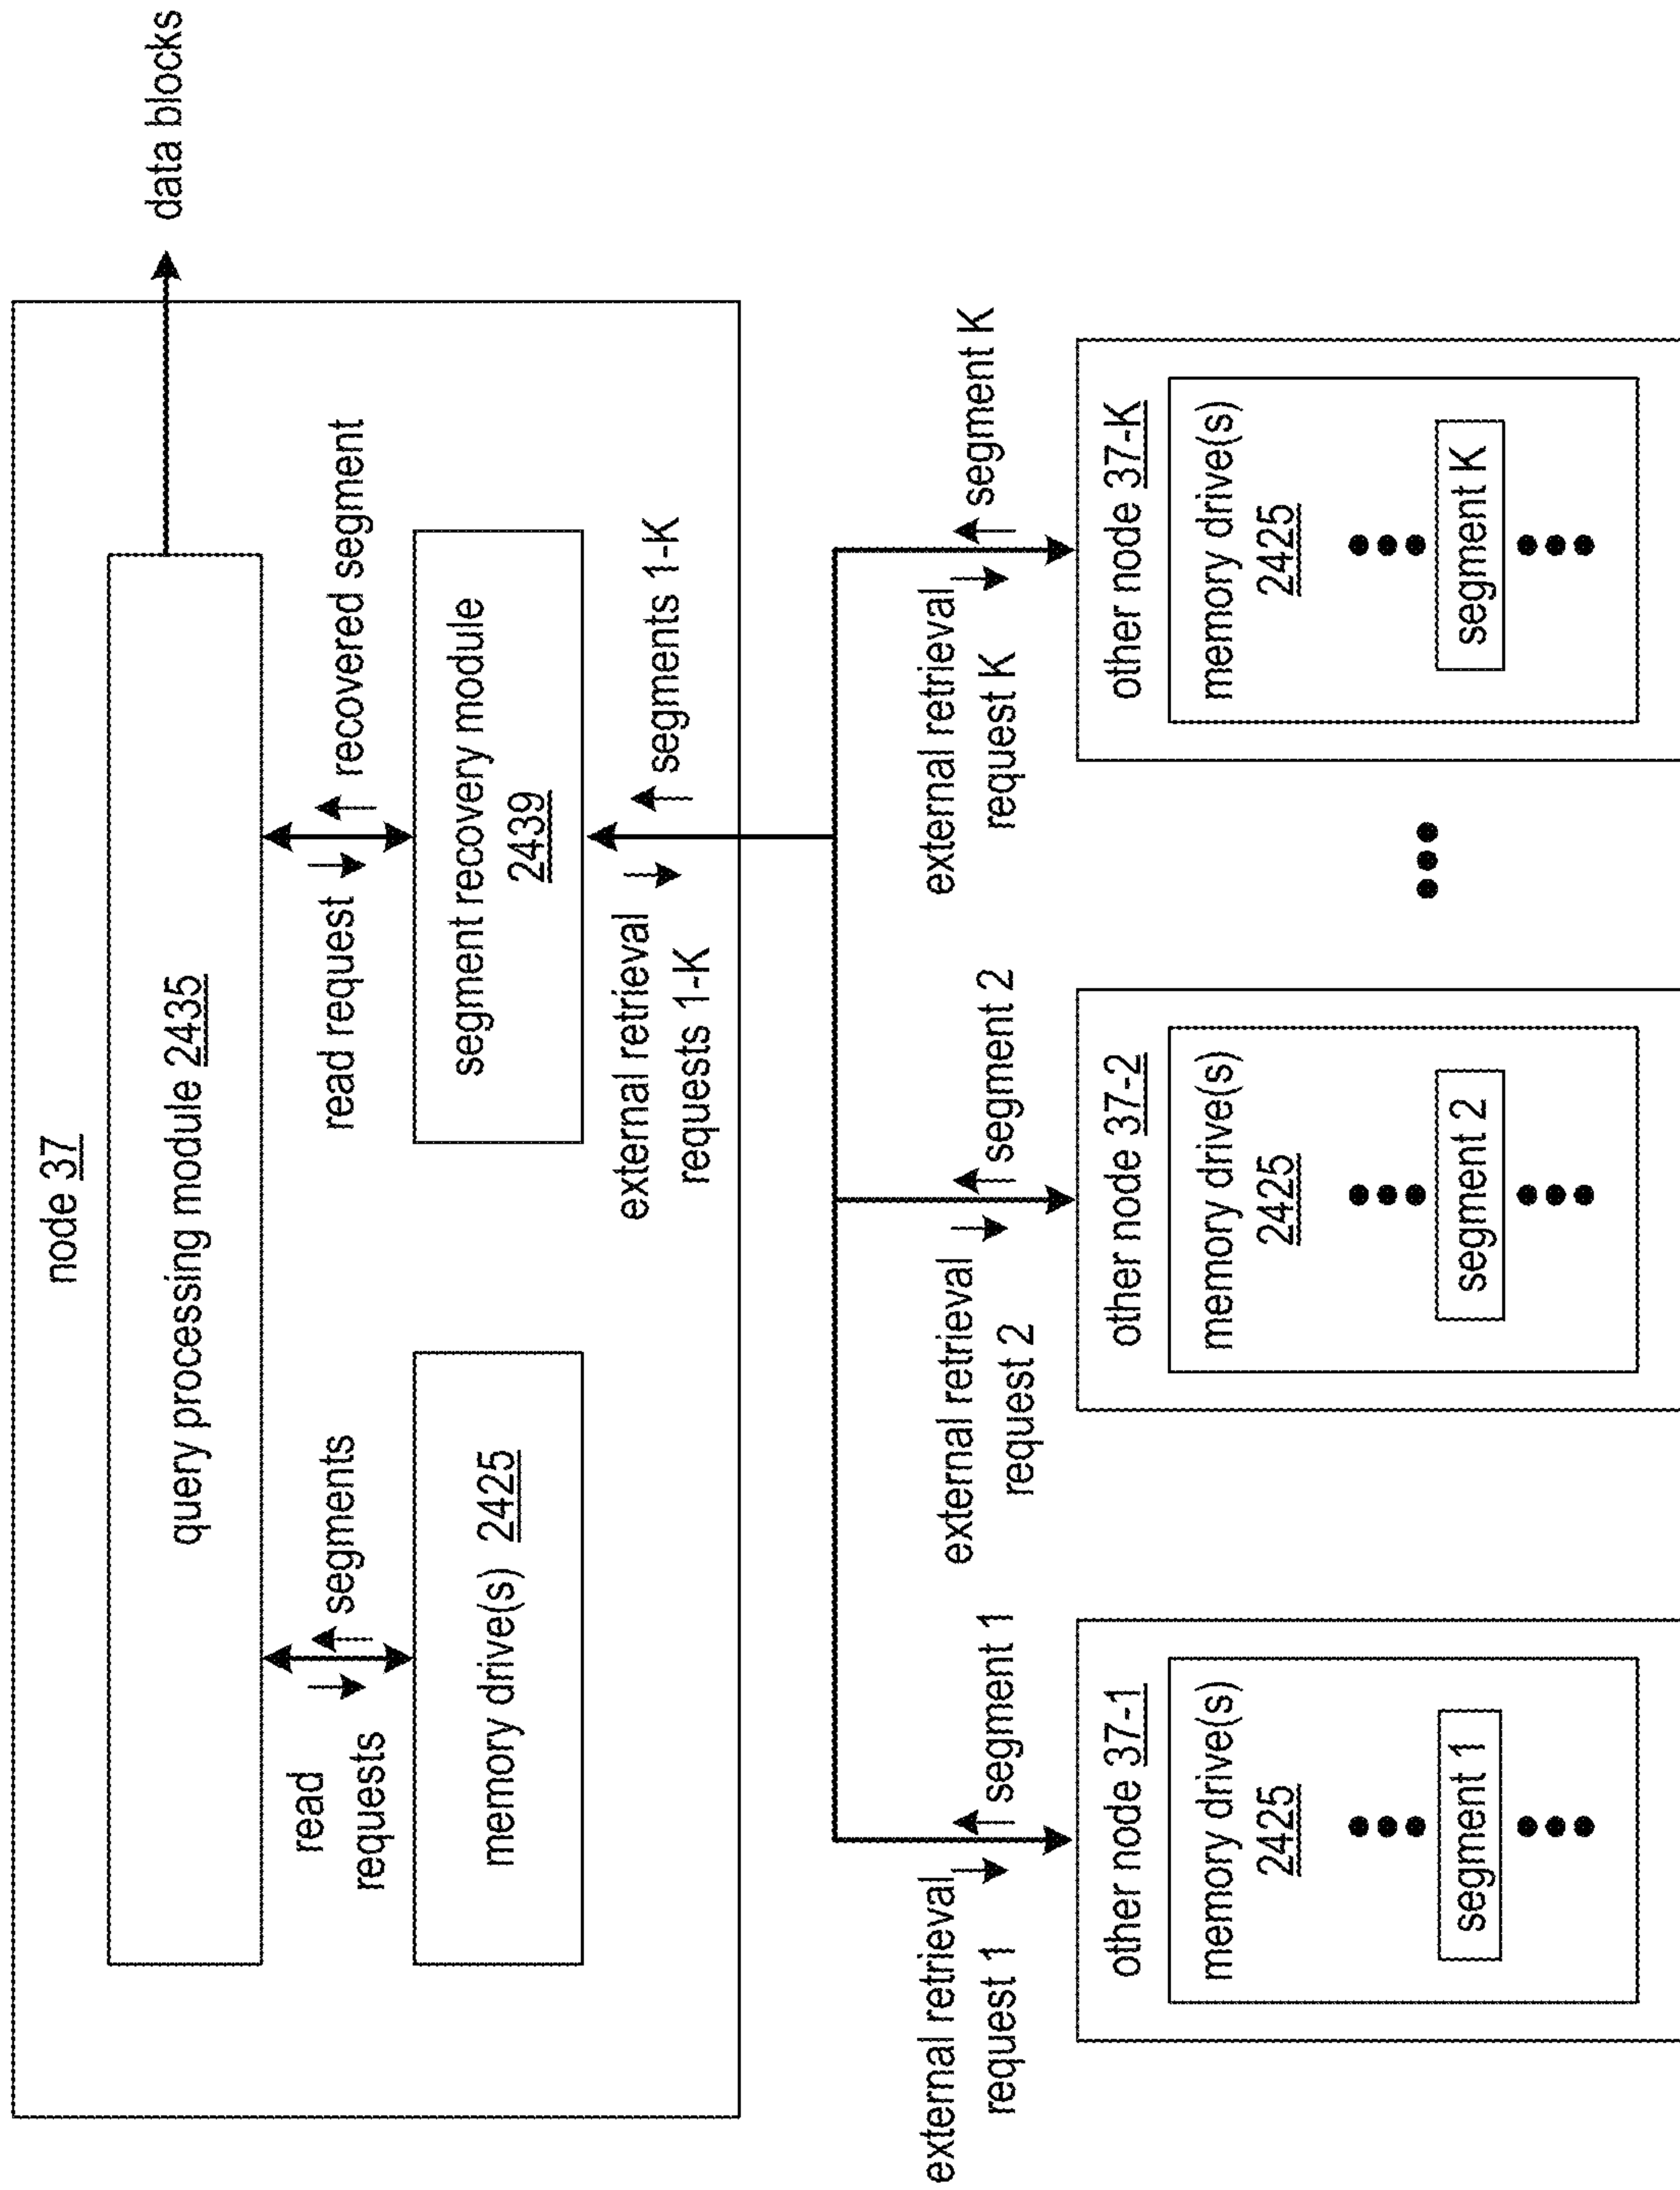 node 37
data blocks
query processing module 2435
read
requests
segments
read request
recovered segment
memory drive(s) 2425
segment recovery module
2439
external retrieval
requests 1-K
segments 1-K
external retrieval
request 1
segment 1
external retrieval
request 2
segment 2
external retrieval
request K
segment K
other node 37-1
memory drive(s)
2425
segment 1
other node 37-2
memory drive(s)
2425
segment 2
other node 37-K
memory drive(s)
2425
segment K